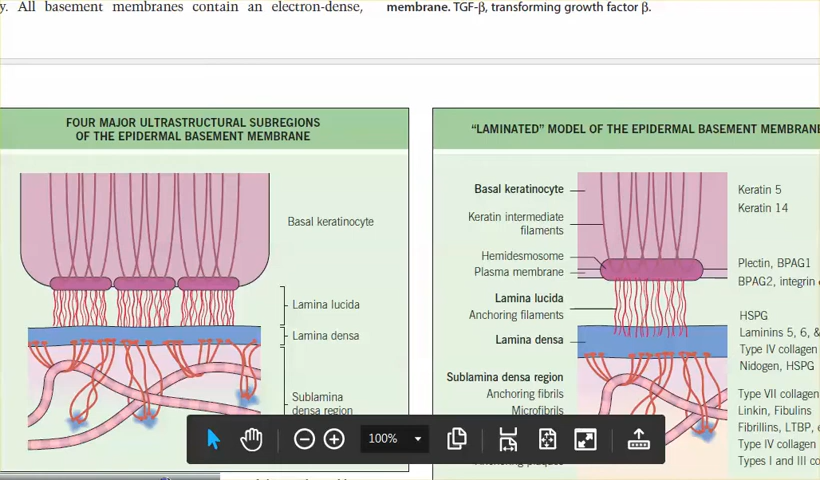 y. All basement membranes contain an electron-dense,
membrane. TGF-β, transforming growth factor β.
FOUR MAJOR ULTRASTRUCTURAL SUBREGIONS
OF THE EPIDERMAL BASEMENT MEMBRANE
Basal keratinocyte
Lamina lucida
Lamina densa
Sublamina
densa region
“LAMINATED” MODEL OF THE EPIDERMAL BASEMENT MEMBRANE
Basal keratinocyte
Keratin intermediate
filaments
Hemidesmosome
Plasma membrane
Lamina lucida
Anchoring filaments
Lamina densa
Sublamina densa region
Anchoring fibrils
Microfibrils
Anchoring plaques
Keratin 5
Keratin 14
Plectin, BPAG1
BPAG2, integrin
HSPG
Laminins 5, 6, &
Type IV collagen
Nidogen, HSPG
Type VII collagen
Linkin, Fibulins
Fibrillins, LTBP,
Type IV collagen
Types I and III co
100%